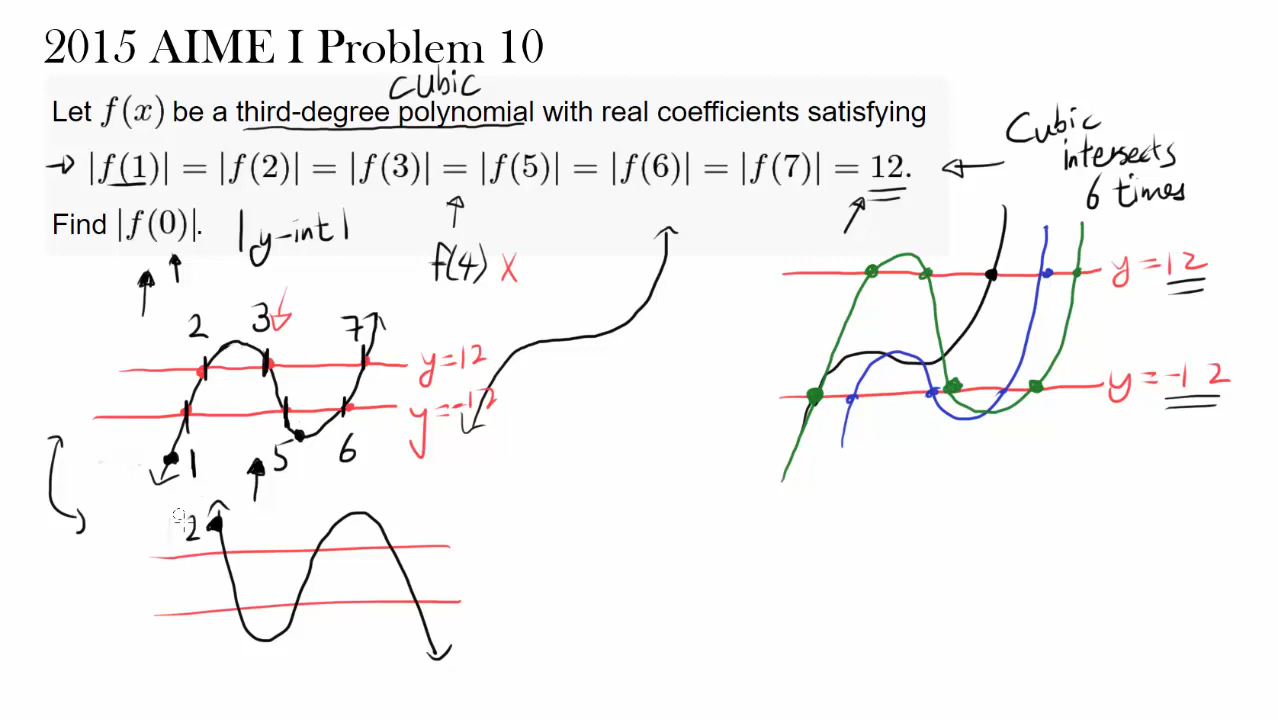 2015 AIME I Problem 10
cubic
Let f(x) be a third-degree polynomial with real coefficients satisfying
→ |f(1)| = |f(2)| = |f(3)| = |f(5)| = |f(6)| = |f(7)| = 12.
Find |f(0)|.
|y-int|
f(4) X
Cubic
intersects
6 times
2 3 7
y=12
y=-12
1 5 6
2
y=12
y=-12